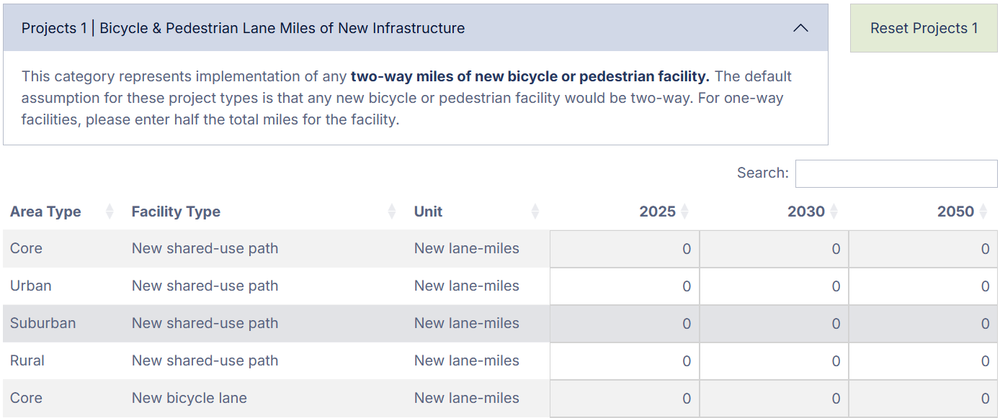 Projects 1 | Bicycle & Pedestrian Lane Miles of New Infrastructure
Reset Projects 1
This category represents implementation of any two-way miles of new bicycle or pedestrian facility. The default
assumption for these project types is that any new bicycle or pedestrian facility would be two-way. For one-way
facilities, please enter half the total miles for the facility.
Search:
Area Type Facility Type Unit 2025 2030 2050
Core New shared-use path New lane-miles 0 0 0
Urban New shared-use path New lane-miles 0 0 0
Suburban New shared-use path New lane-miles 0 0 0
Rural New shared-use path New lane-miles 0 0 0
Core New bicycle lane New lane-miles 0 0 0